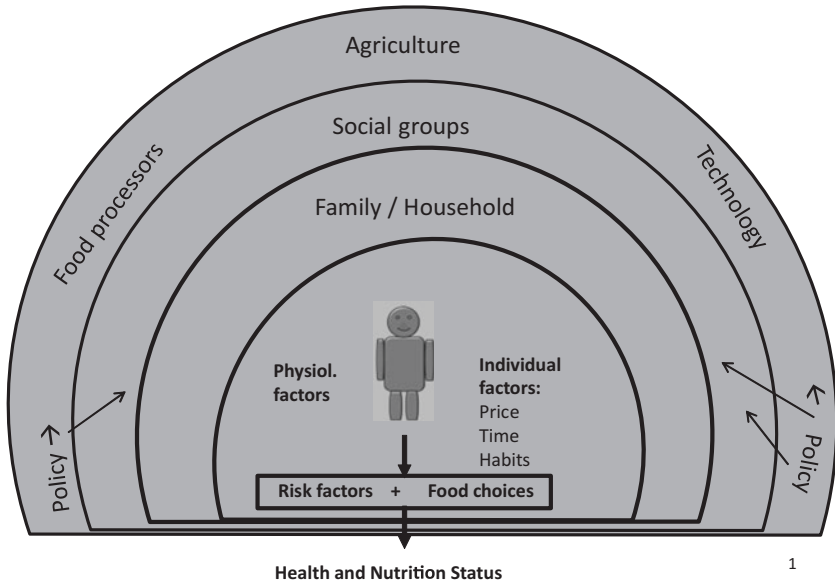 Agriculture
Social groups
Food processors
Technology
Family / Household
Physiol.
factors
Individual
factors:
Price
Time
Habits
Policy →
← Policy
Risk factors + Food choices
Health and Nutrition Status
1